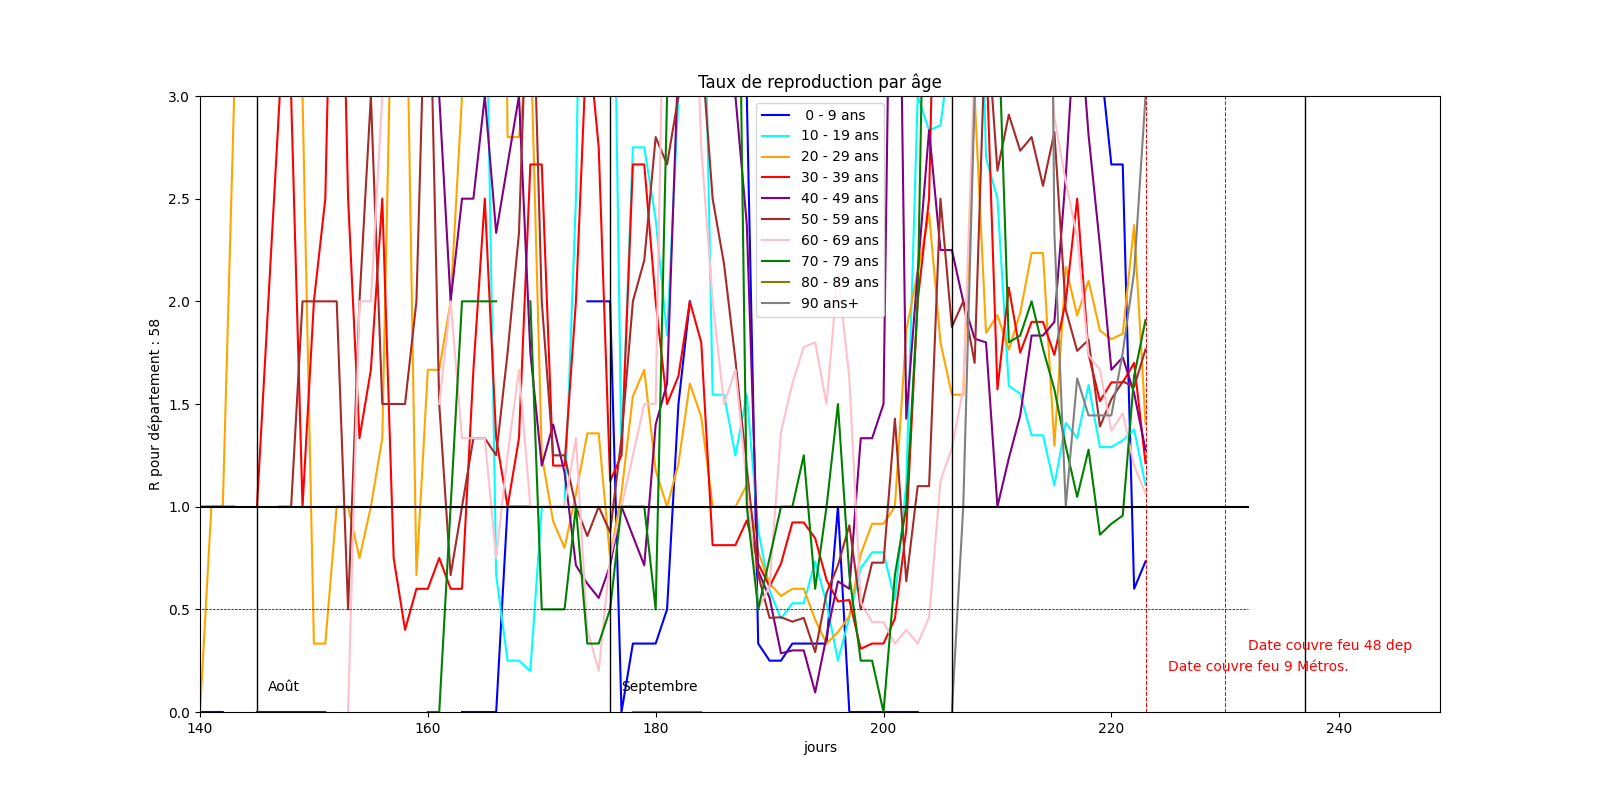 Taux de reproduction par âge
R pour département : 58
3.0
2.5
2.0
1.5
1.0
0.5
0.0
0 - 9 ans
10 - 19 ans
20 - 29 ans
30 - 39 ans
40 - 49 ans
50 - 59 ans
60 - 69 ans
70 - 79 ans
80 - 89 ans
90 ans+
Date couvre feu 48 dep
Date couvre feu 9 Métros.
Août
Septembre
140
160
180
200
220
240
jours